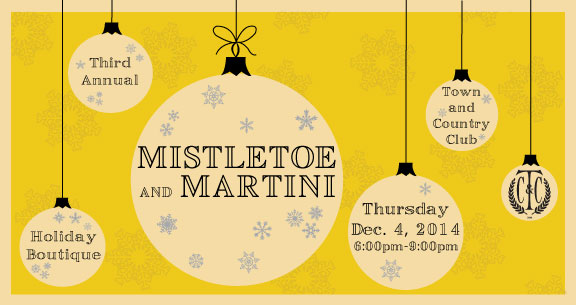 Third
Annual
MISTLETOE
AND MARTINI
Holiday
Boutique
Thursday
Dec. 4, 2014
6:00pm-9:00pm
Town
and
Country
Club
T
C&C